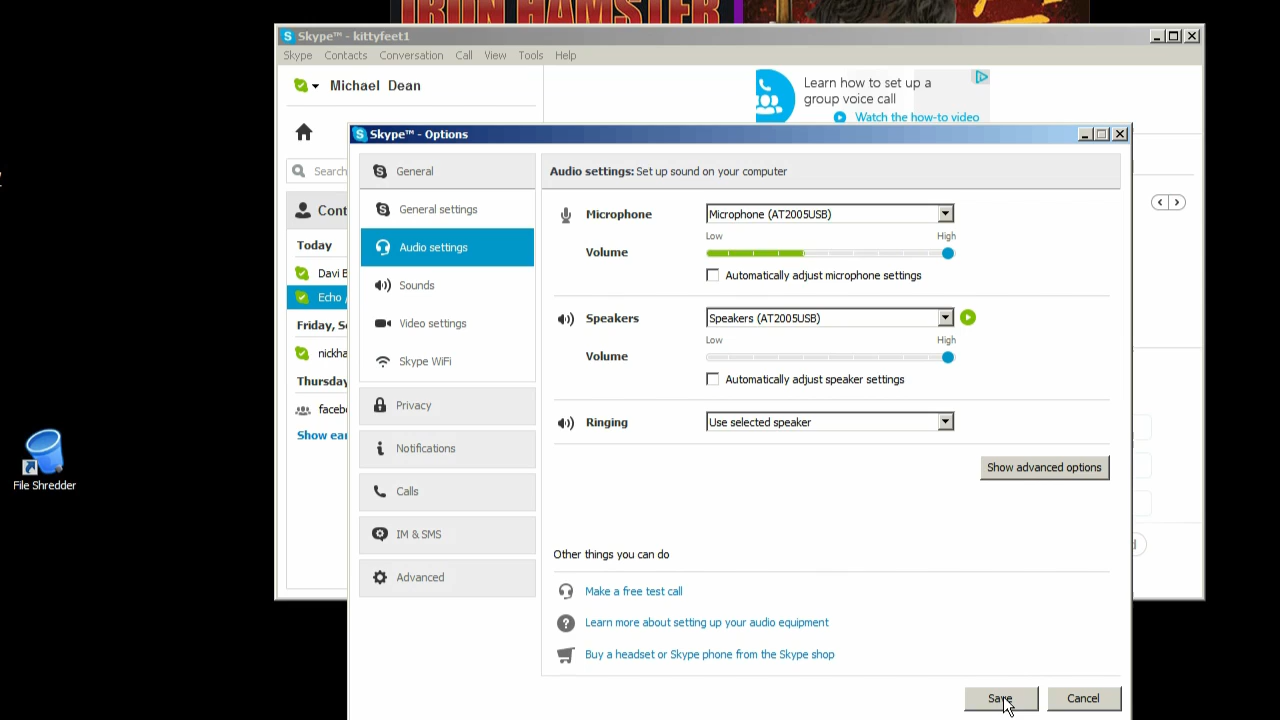 IRON HAMSTER
Skype™ - kittyfeet1
Skype Contacts Conversation Call View Tools Help
Michael Dean
Learn how to set up a
group voice call
Watch the how-to video
Skype™ - Options
Search
Cont
Today
Davi B
Echo /
Friday, Se
nickha
Thursday
facebo
Show ear
General
General settings
Audio settings
Sounds
Video settings
Skype WiFi
Privacy
Notifications
Calls
IM & SMS
Advanced
Audio settings: Set up sound on your computer
Microphone Microphone (AT2005USB)
Low High
Volume
Automatically adjust microphone settings
Speakers Speakers (AT2005USB)
Low High
Volume
Automatically adjust speaker settings
Ringing Use selected speaker
Show advanced options
Other things you can do
Make a free test call
Learn more about setting up your audio equipment
Buy a headset or Skype phone from the Skype shop
Save Cancel
File Shredder